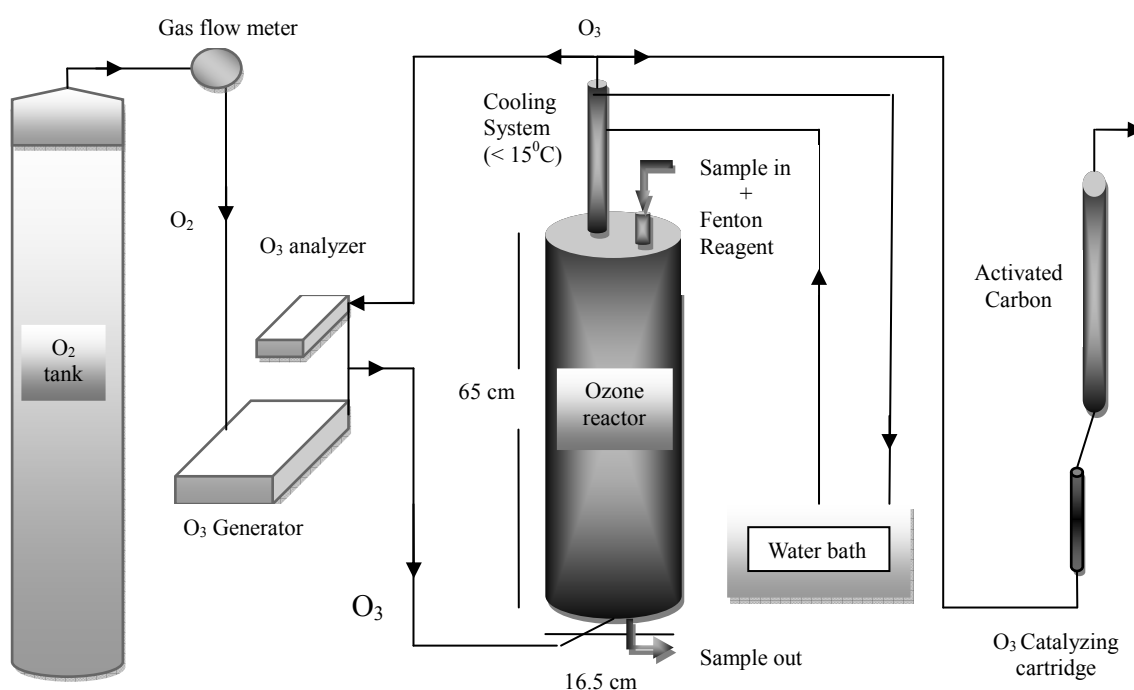 Gas flow meter
O₃
Cooling
System
(< 15⁰C)
Sample in
+
Fenton
Reagent
O₂
O₃ analyzer
Activated
Carbon
O₂
tank
65 cm
Ozone
reactor
O₃ Generator
Water bath
O₃
Sample out
O₃ Catalyzing
cartridge
16.5 cm